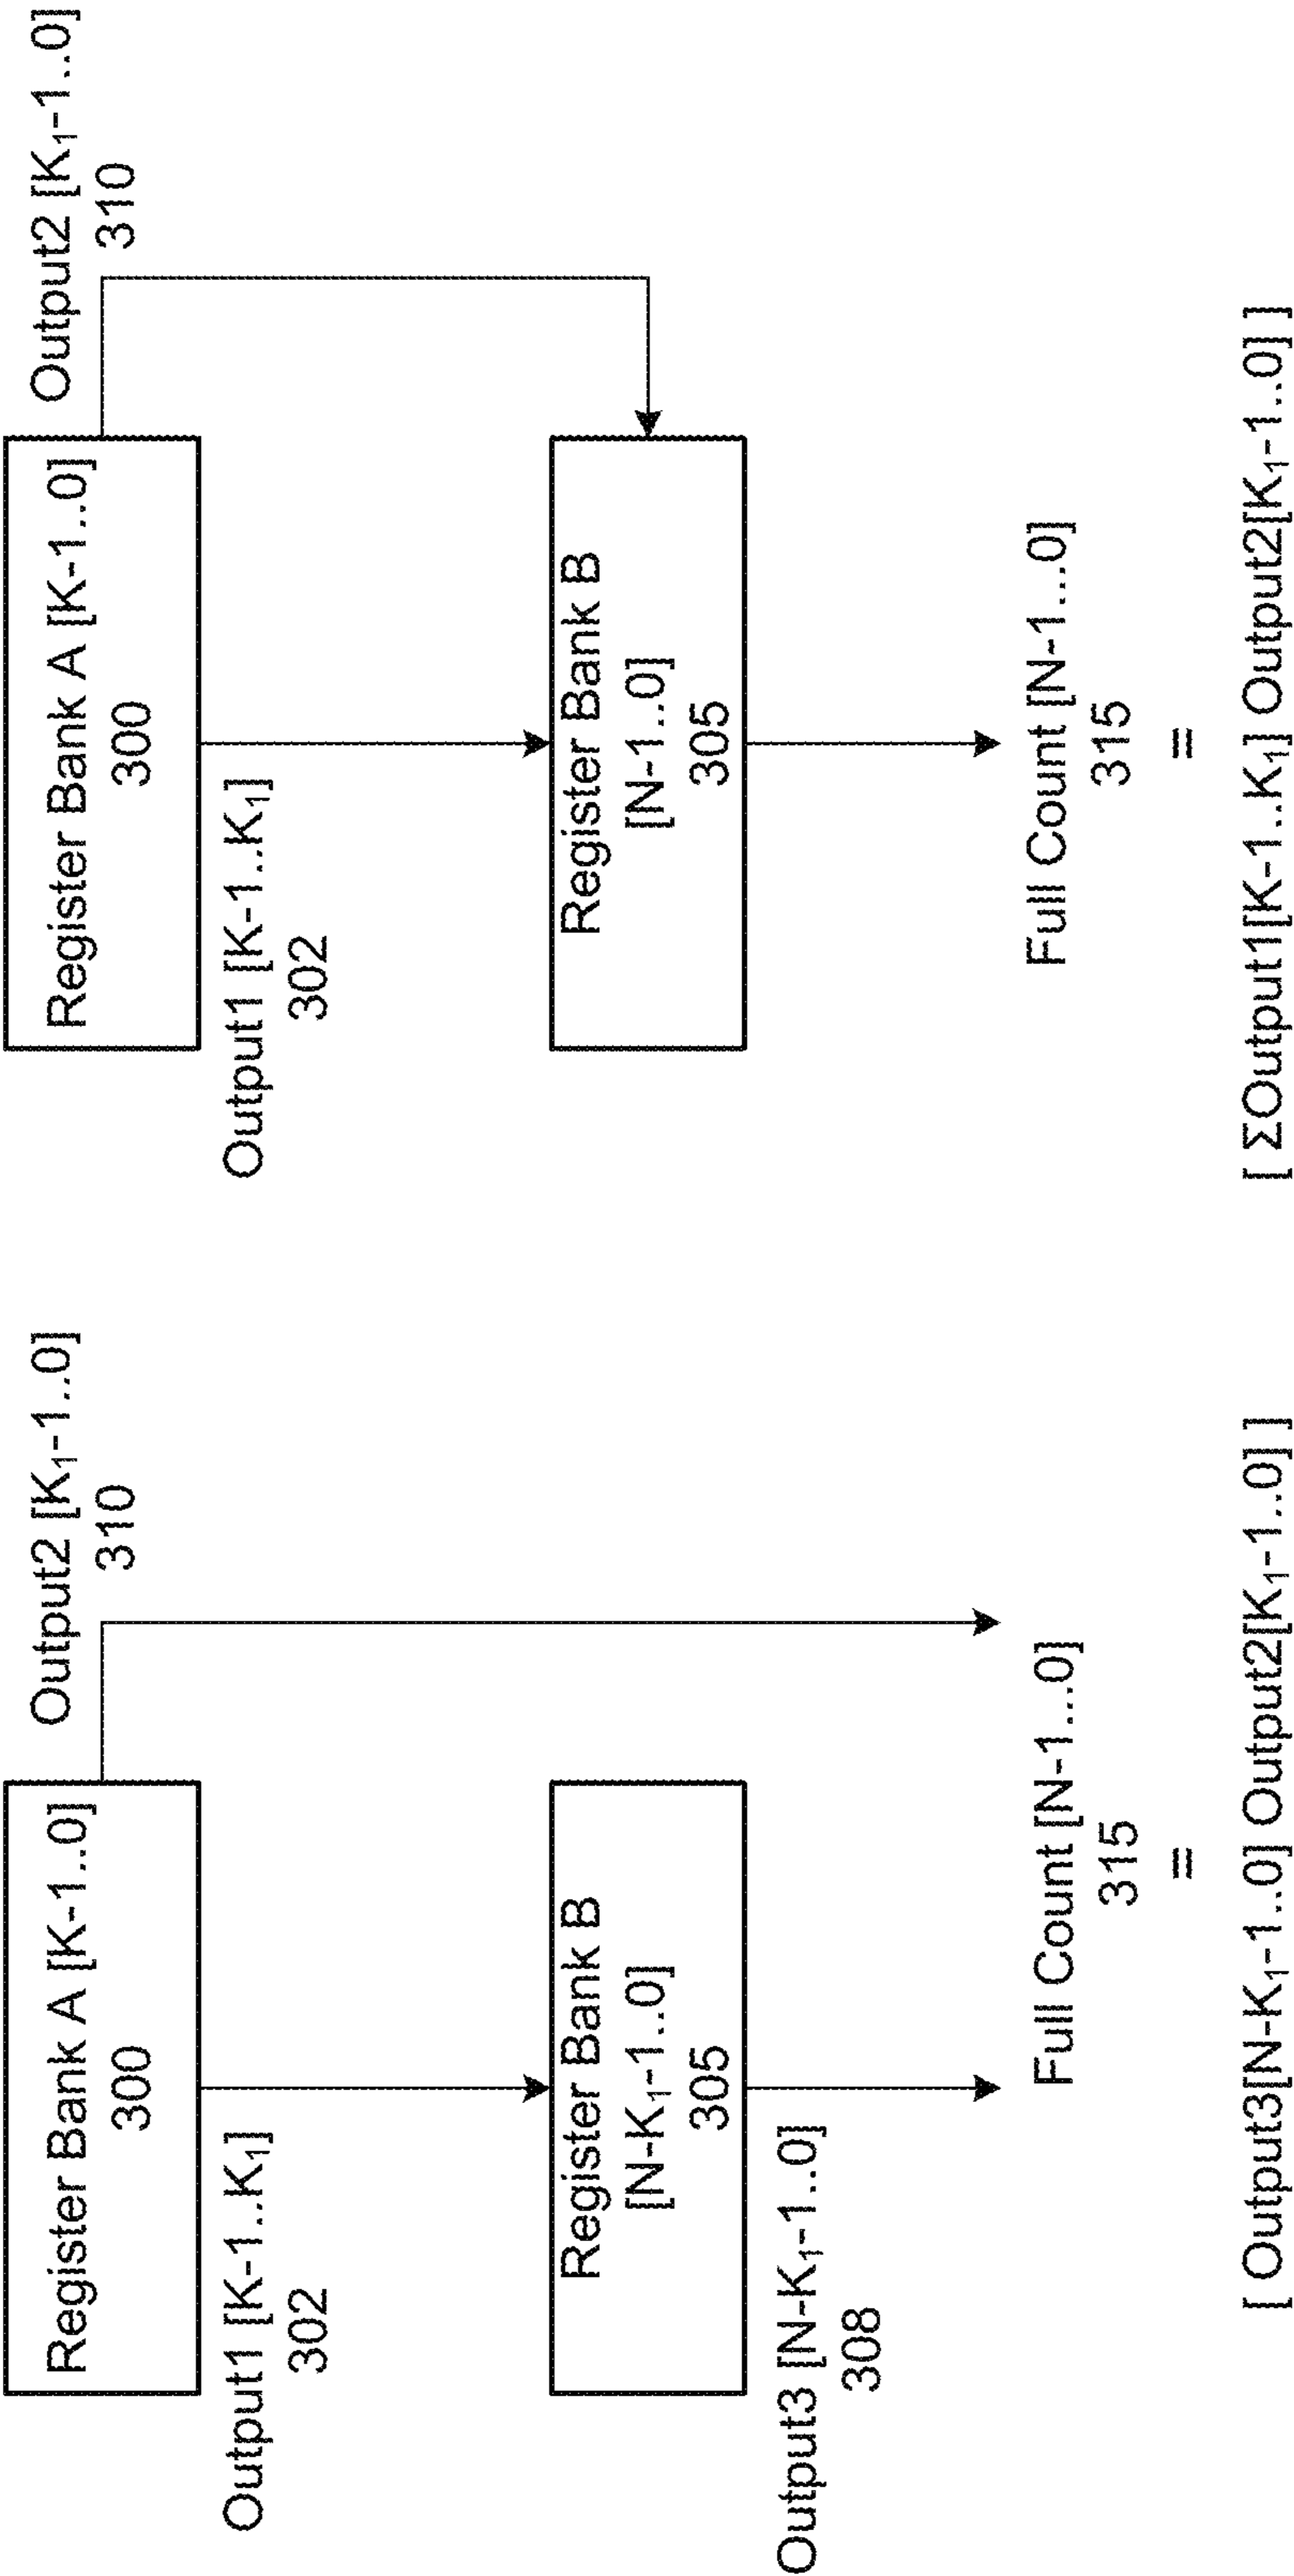 Register Bank A [K-1..0]
300
Output2 [K₁-1..0]
310
Output1 [K-1..K₁]
302
Register Bank B
[N-K₁-1..0]
305
Output3 [N-K₁-1..0]
308
Full Count [N-1...0]
315
=
[ Output3[N-K₁-1..0] Output2[K₁-1..0] ]
Register Bank A [K-1..0]
300
Output2 [K₁-1..0]
310
Output1 [K-1..K₁]
302
Register Bank B
[N-1..0]
305
Full Count [N-1...0]
315
=
[ ΣOutput1[K-1..K₁] Output2[K₁-1..0] ]